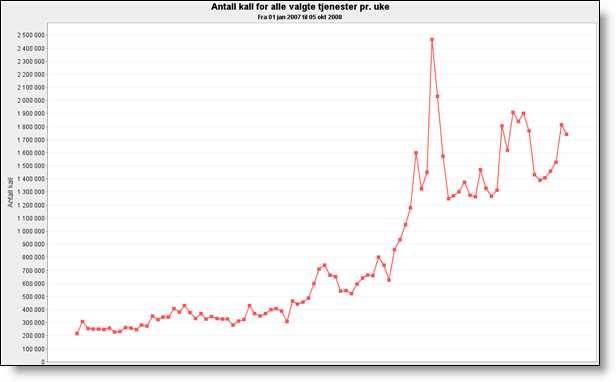 Antall kall for alle valgte tjenester pr. uke
Fra 01 jan 2007 til 05 okt 2008
Antall kall
2 500 000
2 400 000
2 300 000
2 200 000
2 100 000
2 000 000
1 900 000
1 800 000
1 700 000
1 600 000
1 500 000
1 400 000
1 300 000
1 200 000
1 100 000
1 000 000
900 000
800 000
700 000
600 000
500 000
400 000
300 000
200 000
100 000
0